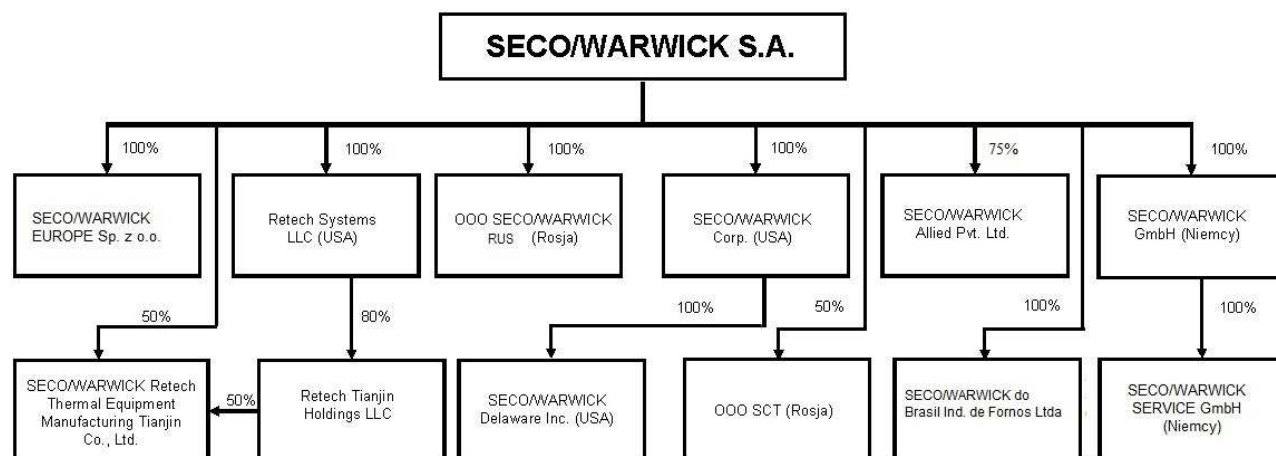 SECO/WARWICK S.A.
100%
100%
100%
100%
75%
100%
SECO/WARWICK
EUROPE Sp. z o.o.
Retech Systems
LLC (USA)
OOO SECO/WARWICK
RUS (Rosja)
SECO/WARWICK
Corp. (USA)
SECO/WARWICK
Allied Pvt. Ltd.
SECO/WARWICK
GmbH (Niemcy)
50%
80%
100%
50%
100%
100%
SECO/WARWICK Retech
Thermal Equipment
Manufacturing Tianjin
Co., Ltd.
50%
Retech Tianjin
Holdings LLC
SECO/WARWICK
Delaware Inc. (USA)
OOO SCT (Rosja)
SECO/WARWICK do
Brasil Ind. de Fornos Ltda
SECO/WARWICK
SERVICE GmbH
(Niemcy)